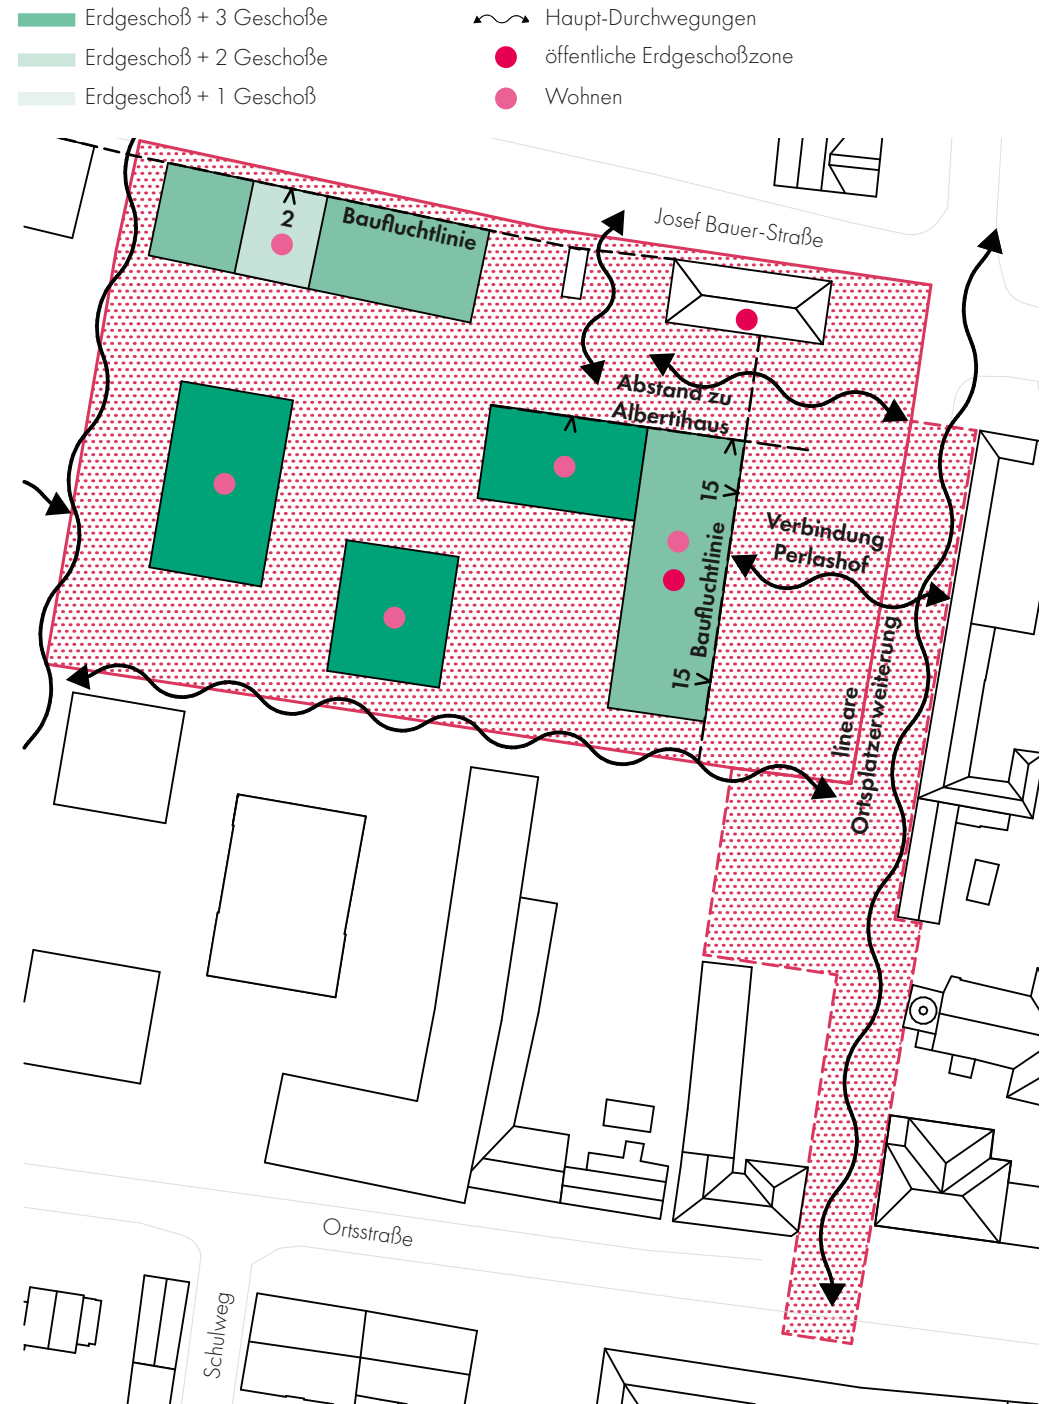 Erdgeschoß + 3 Geschoße
Erdgeschoß + 2 Geschoße
Erdgeschoß + 1 Geschoß
Haupt-Durchwegungen
öffentliche Erdgeschoßzone
Wohnen
2
Baufluchtlinie
Josef Bauer-Straße
Abstand zu
Albertihaus
15
Baufluchtlinie
15
Verbindung
Perlashof
lineare
Ortsplatzerweiterung
Ortsstraße
Schulweg